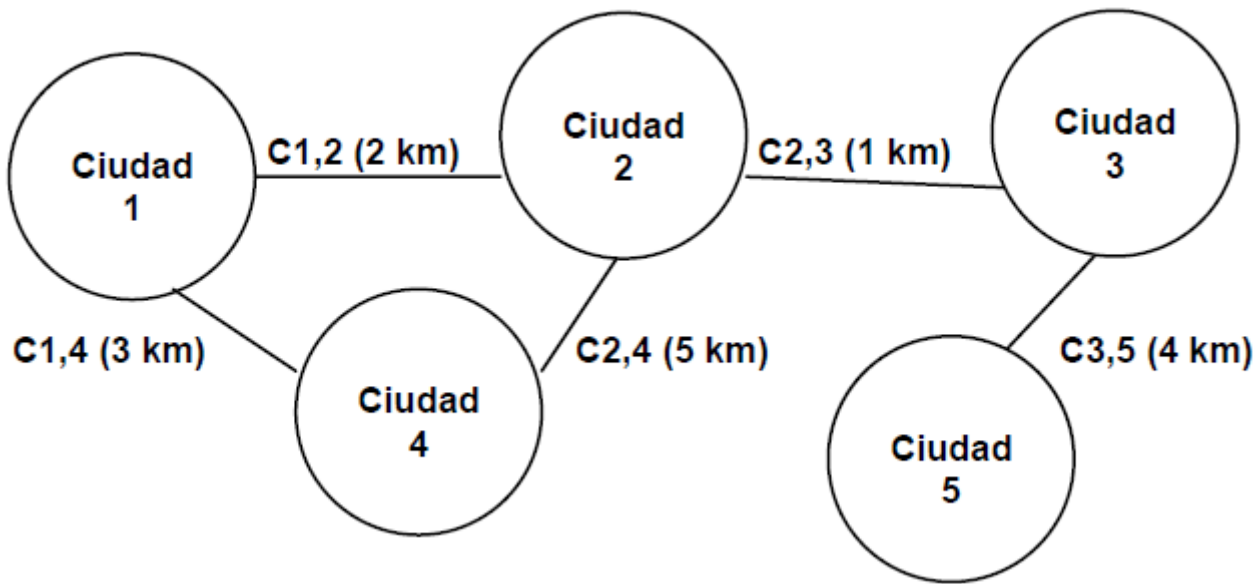 Ciudad
1
C1,2 (2 km)
Ciudad
2
C2,3 (1 km)
Ciudad
3
C1,4 (3 km)
Ciudad
4
C2,4 (5 km)
C3,5 (4 km)
Ciudad
5